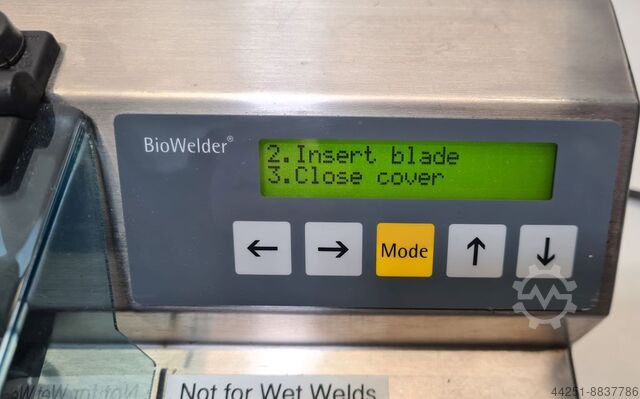 BioWelder®
2.Insert blade
3.Close cover
← → Mode ↑ ↓
Not for Wet Welds
44251-8837786